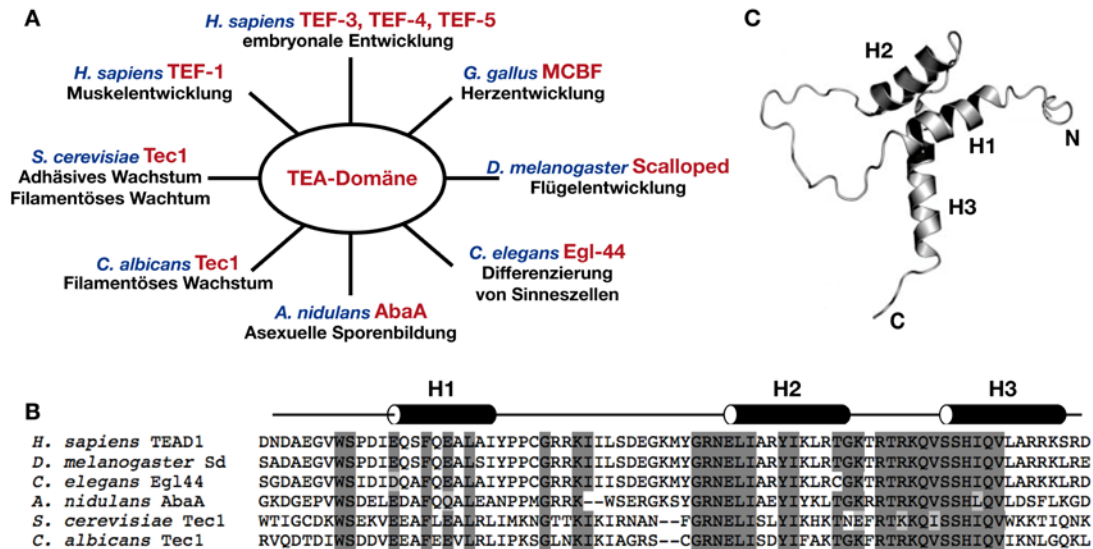 A
H. sapiens TEF-3, TEF-4, TEF-5
embryonale Entwicklung
H. sapiens TEF-1
Muskelentwicklung
G. gallus MCBF
Herzentwicklung
S. cerevisiae Tec1
Adhäsives Wachstum
Filamentöses Wachtum
TEA-Domäne
D. melanogaster Scalloped
Flügelentwicklung
C. albicans Tec1
Filamentöses Wachstum
C. elegans Egl-44
Differenzierung
von Sinneszellen
A. nidulans AbaA
Asexuelle Sporenbildung
C
H2
H1
N
H3
C
B
H1 H2 H3
H. sapiens TEAD1 DNDAEGVWSPDIEQSFQEALAIYPPCGRRKIILSDEGKMYGRNELIARYIKLRTGKTRTRKQVSSHIQVLARRKSRD
D. melanogaster Sd SADAEGVWSPDIEQSFQEALSIYPPCGRRKIILSDEGKMYGRNELIARYIKLRTGKTRTRKQVSSHIQVLARRKLRE
C. elegans Egl44 SGDAEGVWSIDIDQAFQEALAIYPPCGRRKIIISDEGKMYGRNELIARYIKLRCGKTRTRKQVSSHIQVLARKKLRD
A. nidulans AbaA GKDGEPVWSDELEDAFQQALEANPPMGRRK--WSERGKSYGRNELIAEYIYKLTGKRRTRKQVSSHLQVLDSFLKGD
S. cerevisiae Tec1 WTIGCDKWSEKVEEAFLEALRLIMKNGTTKIKIRNAN--FGRNELISLYIKHKTNEFRTKKQISSHIQVWKKTIQNK
C. albicans Tec1 RVQDTDIWSDDVEEAFEEVLRLIPKSGLNKIKIAGRS--CGRNELISDYIFAKTGKFRTRKQVSSHIQVIKNLGQKL